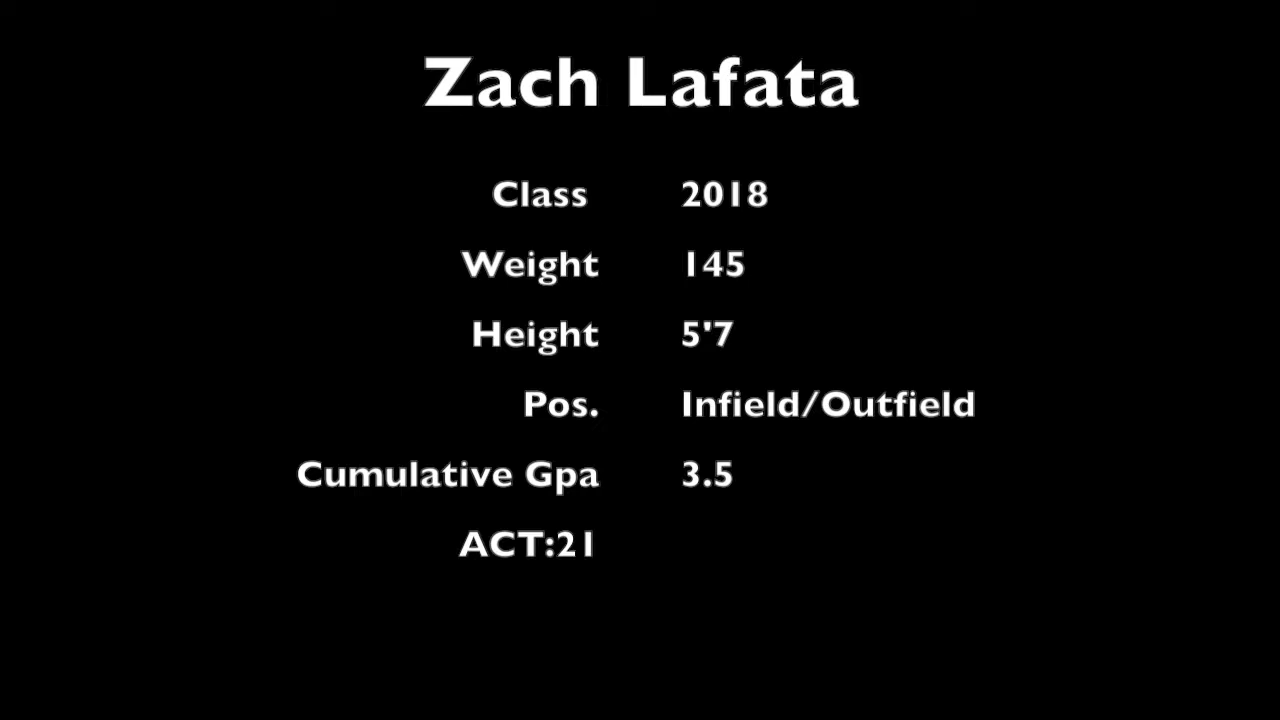 Zach Lafata
Class 2018
Weight 145
Height 5'7
Pos. Infield/Outfield
Cumulative Gpa 3.5
ACT:21